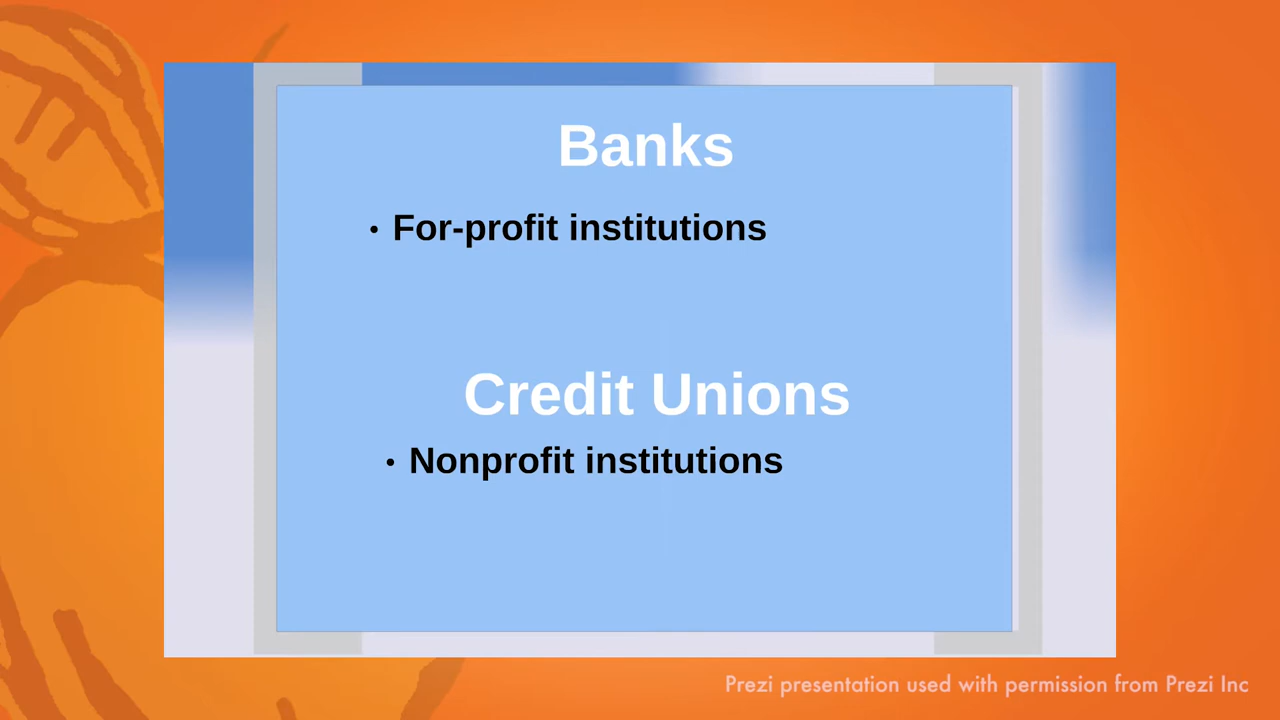 Banks
• For-profit institutions
Credit Unions
• Nonprofit institutions
Prezi presentation used with permission from Prezi Inc